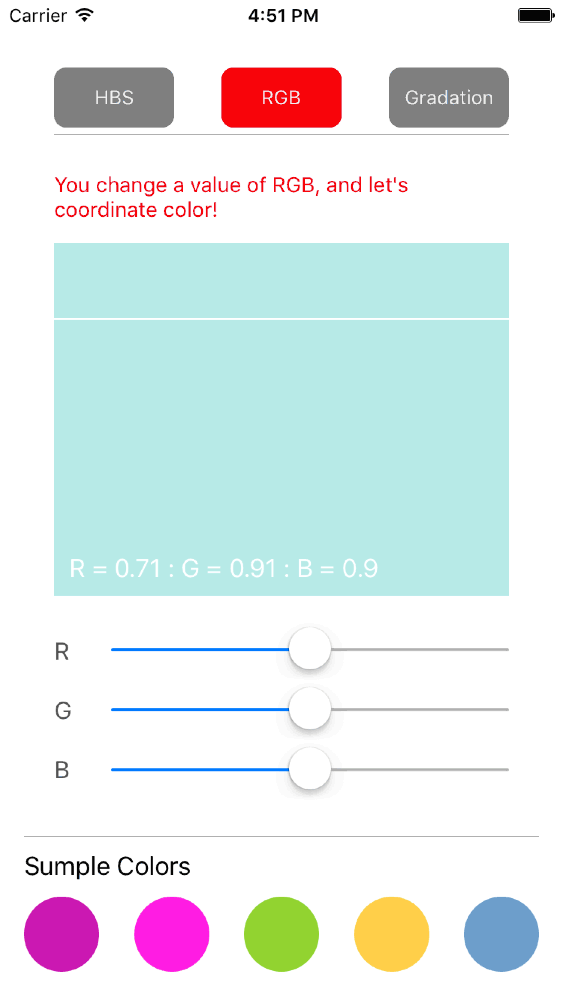 Carrier 4:51 PM
HBS RGB Gradation
You change a value of RGB, and let's
coordinate color!
R = 0.71 : G = 0.91 : B = 0.9
R
G
B
Sumple Colors